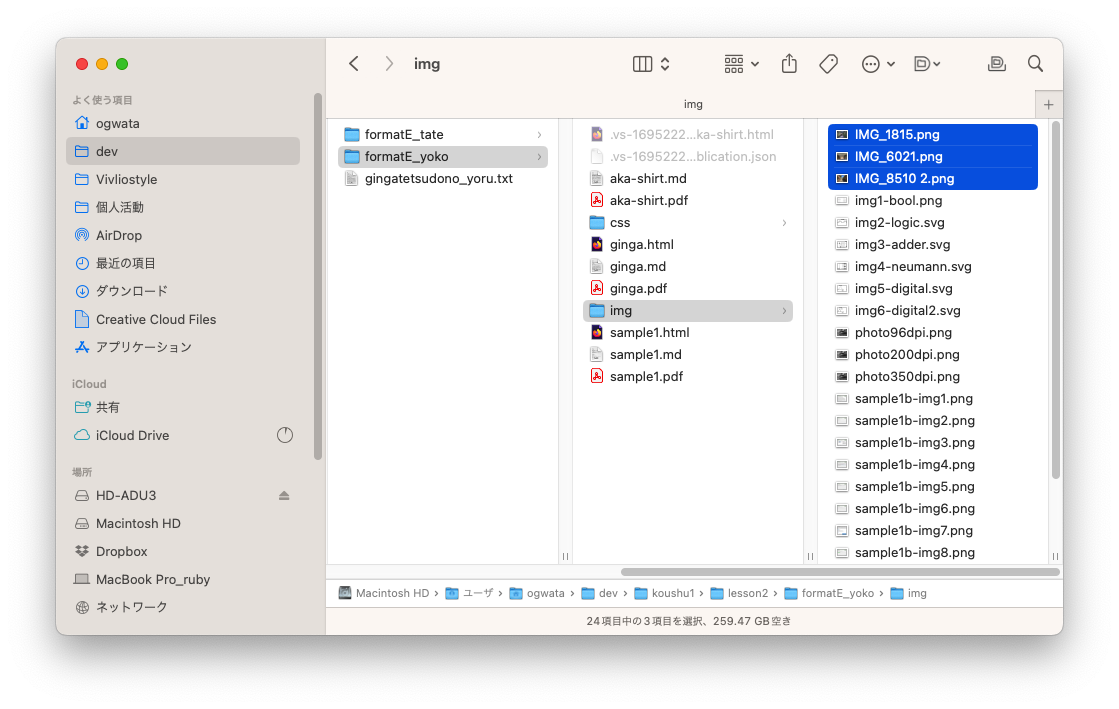 img
img
よく使う項目
ogwata
dev
Vivliostyle
個人活動
AirDrop
最近の項目
ダウンロード
Creative Cloud Files
アプリケーション
iCloud
共有
iCloud Drive
場所
HD-ADU3
Macintosh HD
Dropbox
MacBook Pro_ruby
ネットワーク
formatE_tate
formatE_yoko
gingatetsudono_yoru.txt
.vs-1695222...ka-shirt.html
.vs-1695222...blication.json
aka-shirt.md
aka-shirt.pdf
css
ginga.html
ginga.md
ginga.pdf
img
sample1.html
sample1.md
sample1.pdf
IMG_1815.png
IMG_6021.png
IMG_8510 2.png
img1-bool.png
img2-logic.svg
img3-adder.svg
img4-neumann.svg
img5-digital.svg
img6-digital2.svg
photo96dpi.png
photo200dpi.png
photo350dpi.png
sample1b-img1.png
sample1b-img2.png
sample1b-img3.png
sample1b-img4.png
sample1b-img5.png
sample1b-img6.png
sample1b-img7.png
sample1b-img8.png
Macintosh HD › ユーザ › ogwata › dev › koushu1 › lesson2 › formatE_yoko › img
24項目中の3項目を選択、259.47 GB空き